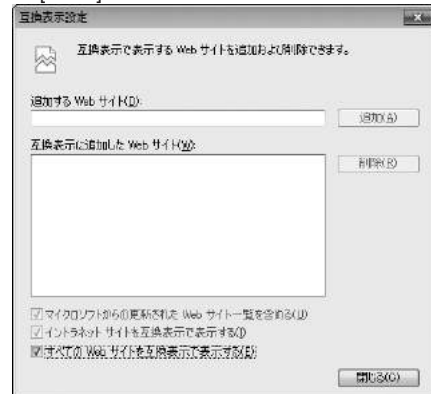 互換表示設定
互換表示で表示する Web サイトを追加および削除できます。
追加する Web サイト(D):
追加(A)
互換表示に追加した Web サイト(W):
削除(R)
マイクロソフトからの更新された Web サイト一覧を含める(U)
イントラネット サイトを互換表示で表示する(I)
すべての Web サイトを互換表示で表示する(E)
閉じる(C)